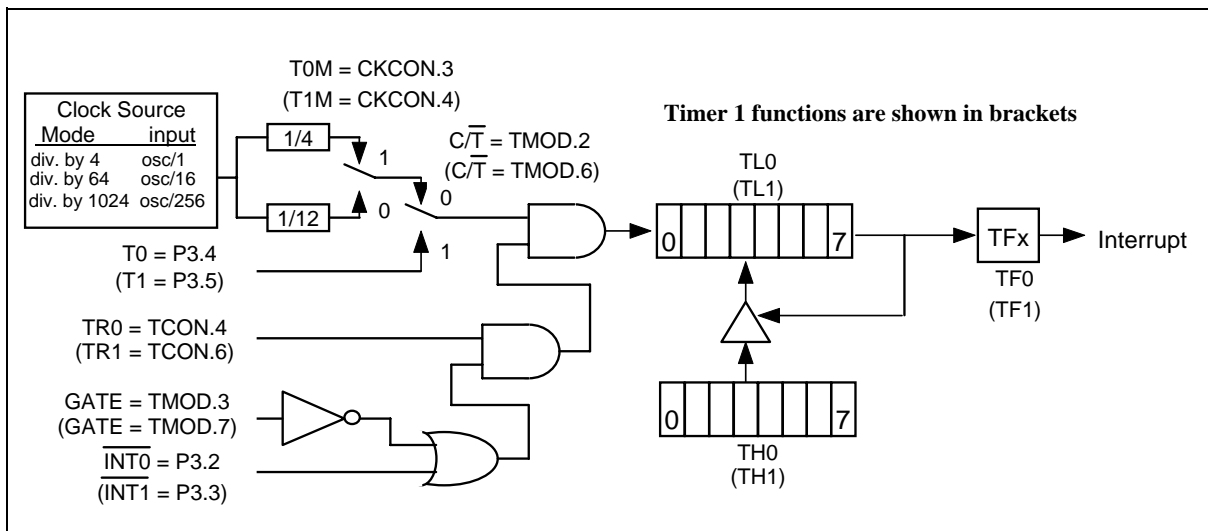 T0M = CKCON.3
(T1M = CKCON.4)
Clock Source
Mode input
div. by 4 osc/1
div. by 64 osc/16
div. by 1024 osc/256
1/4
1/12
1
0
C/T̅ = TMOD.2
(C/T̅ = TMOD.6)
0
1
T0 = P3.4
(T1 = P3.5)
TR0 = TCON.4
(TR1 = TCON.6)
GATE = TMOD.3
(GATE = TMOD.7)
I̅N̅T̅0̅ = P3.2
(I̅N̅T̅1̅ = P3.3)
Timer 1 functions are shown in brackets
TL0
(TL1)
0 7
TFx
Interrupt
TF0
(TF1)
0 7
TH0
(TH1)